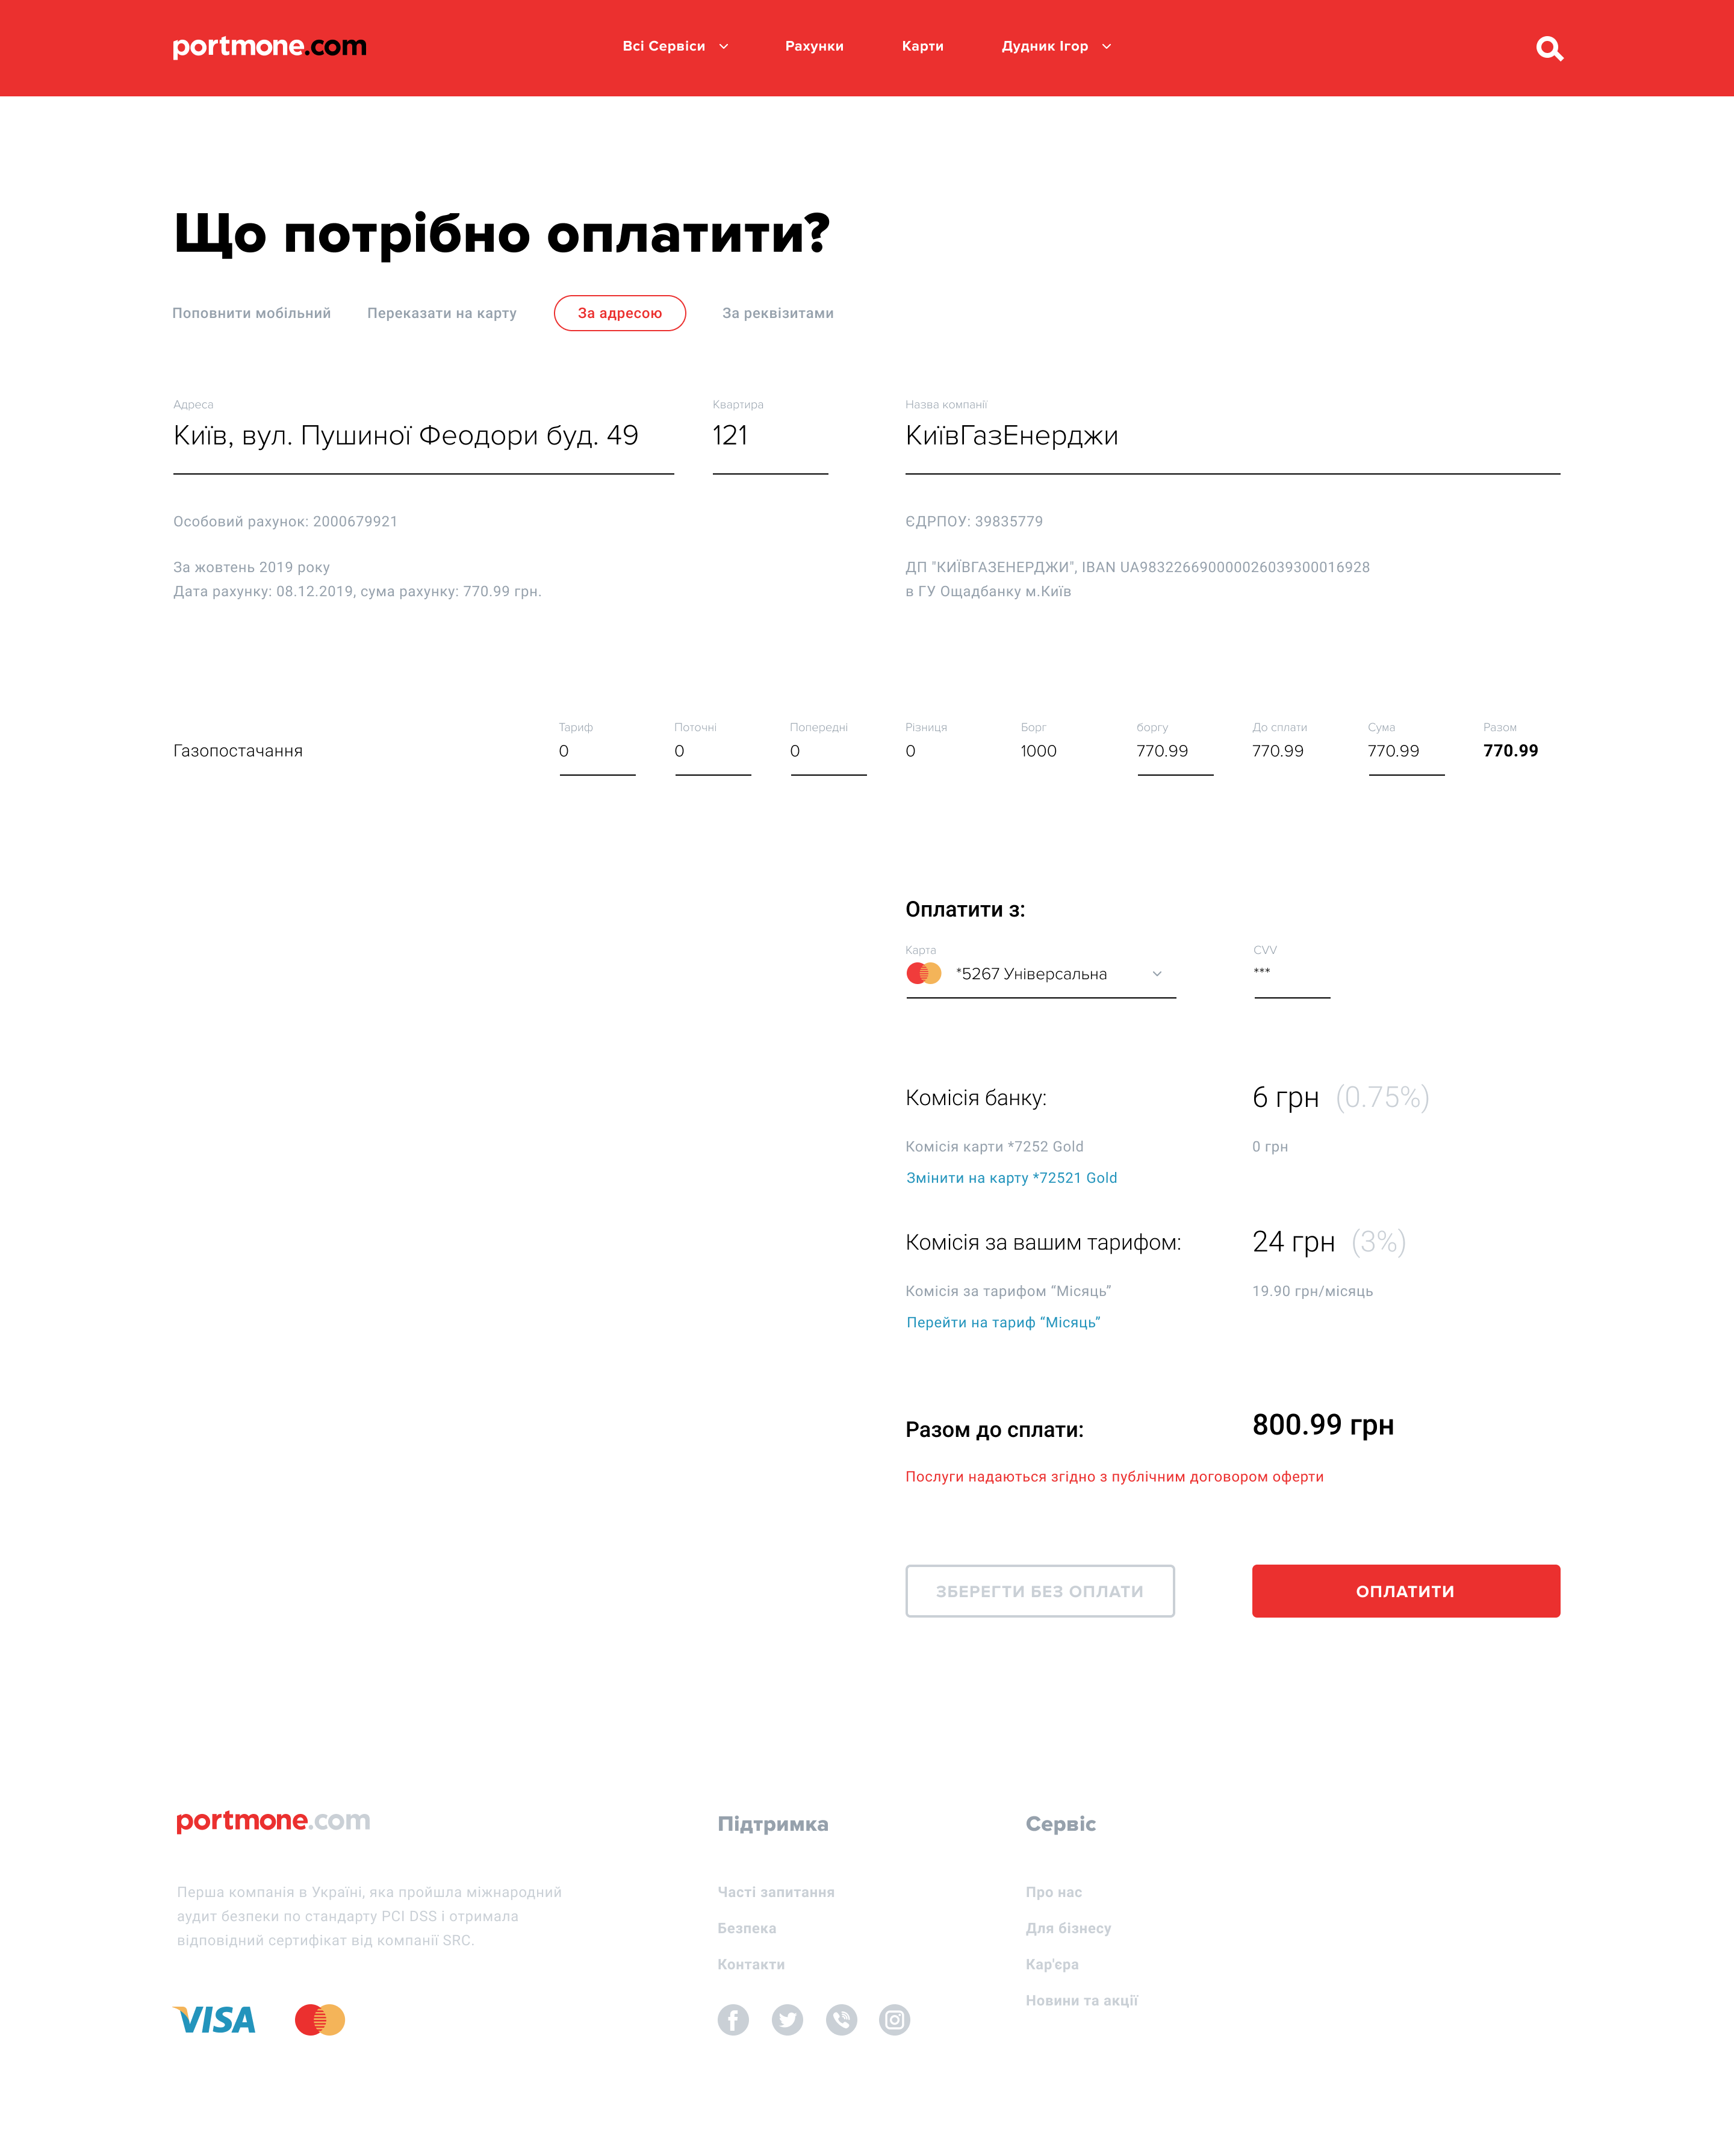 portmone.com
Всі Сервіси
Рахунки
Карти
Дудник Ігор
Що потрібно оплатити?
Поповнити мобільний
Переказати на карту
За адресою
За реквізитами
Адреса
Київ, вул. Пушиної Феодори буд. 49
Квартира
121
Назва компанії
КиївГазЕнерджи
Особовий рахунок: 2000679921
За жовтень 2019 року
Дата рахунку: 08.12.2019, сума рахунку: 770.99 грн.
ЄДРПОУ: 39835779
ДП "КИЇВГАЗЕНЕРДЖИ", IBAN UA983226690000026039300016928
в ГУ Ощадбанку м.Київ
Газопостачання
Тариф
0
Поточні
0
Попередні
0
Різниця
0
Борг
1000
боргу
770.99
До сплати
770.99
Сума
770.99
Разом
770.99
Оплатити з:
Карта
*5267 Універсальна
CVV
***
Комісія банку:
6 грн (0.75%)
Комісія карти *7252 Gold
0 грн
Змінити на карту *72521 Gold
Комісія за вашим тарифом:
24 грн (3%)
Комісія за тарифом “Місяць”
19.90 грн/місяць
Перейти на тариф “Місяць”
Разом до сплати:
800.99 грн
Послуги надаються згідно з публічним договором оферти
ЗБЕРЕГТИ БЕЗ ОПЛАТИ
ОПЛАТИТИ
portmone.com
Перша компанія в Україні, яка пройшла міжнародний
аудит безпеки по стандарту PCI DSS і отримала
відповідний сертифікат від компанії SRC.
VISA
Підтримка
Часті запитання
Безпека
Контакти
Сервіс
Про нас
Для бізнесу
Кар'єра
Новини та акції